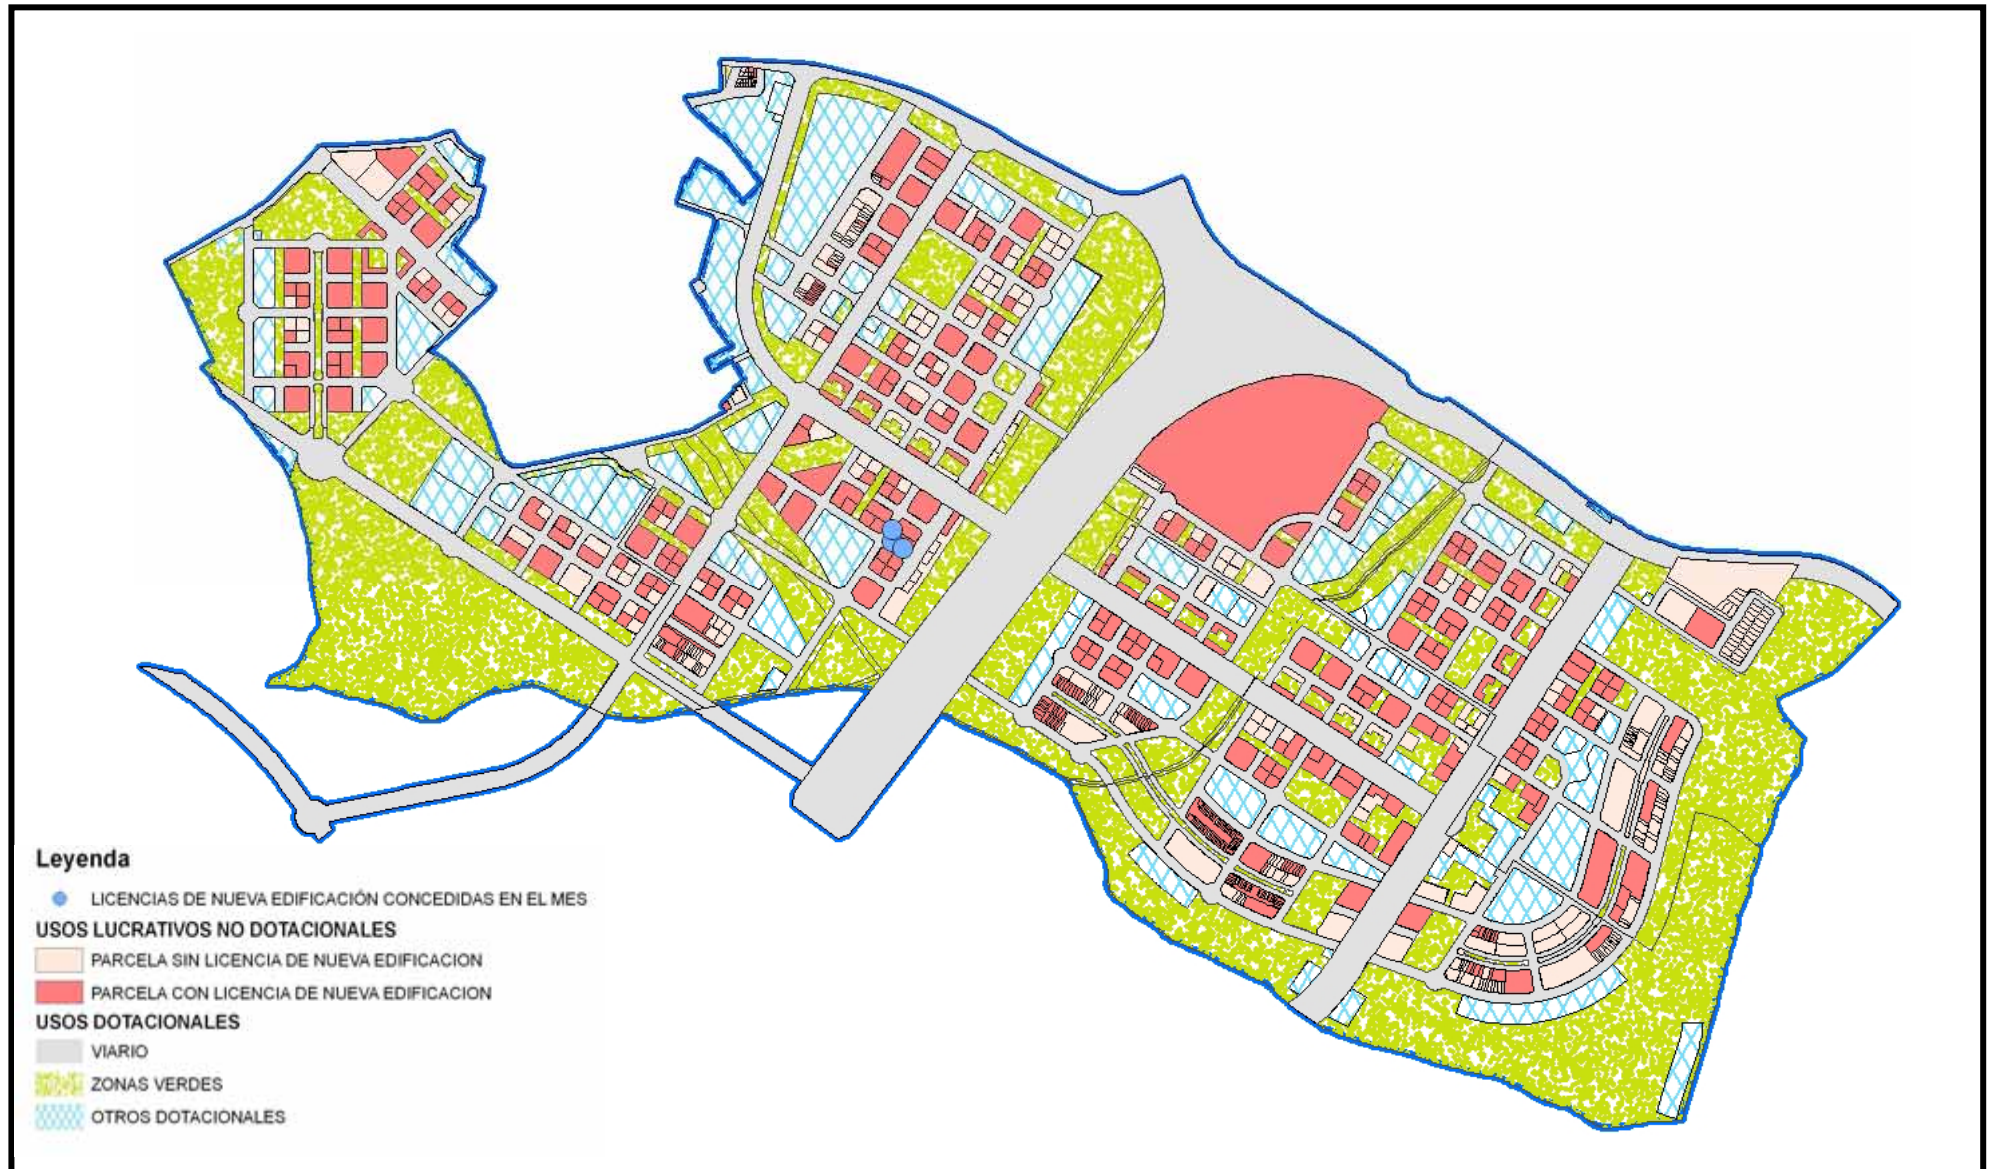 Leyenda
LICENCIAS DE NUEVA EDIFICACIÓN CONCEDIDAS EN EL MES
USOS LUCRATIVOS NO DOTACIONALES
PARCELA SIN LICENCIA DE NUEVA EDIFICACION
PARCELA CON LICENCIA DE NUEVA EDIFICACION
USOS DOTACIONALES
VIARIO
ZONAS VERDES
OTROS DOTACIONALES